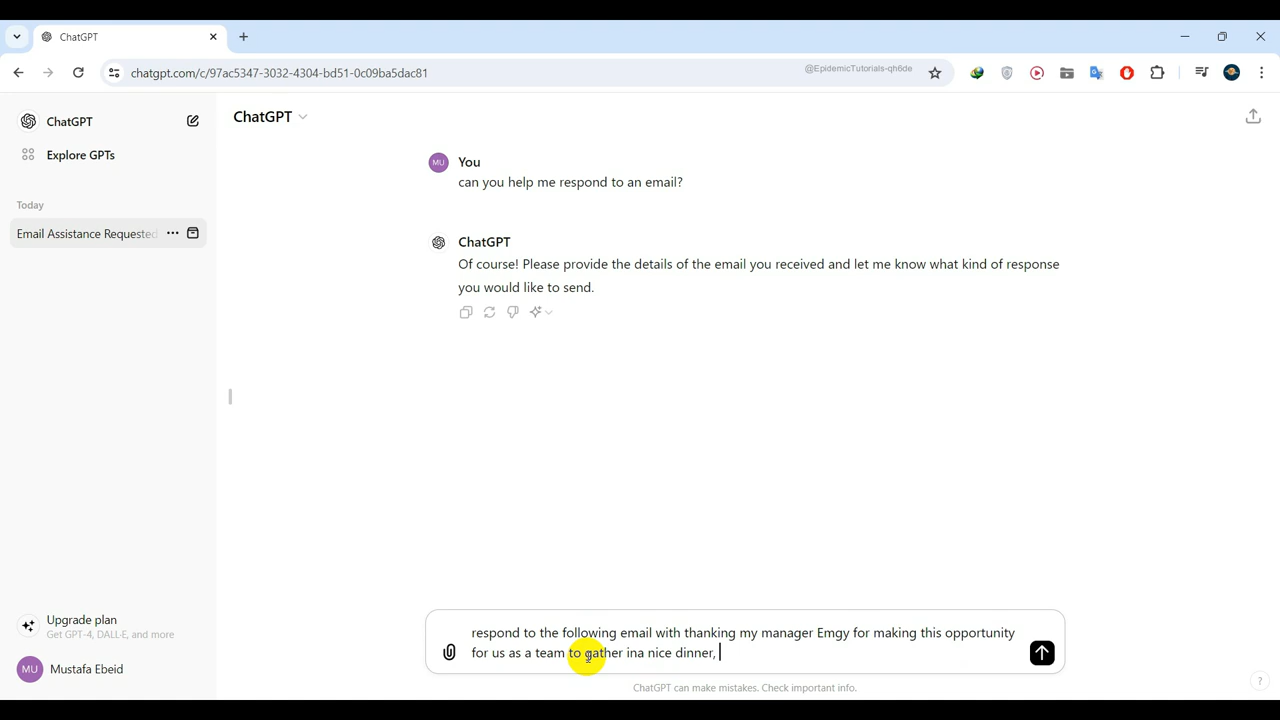 ChatGPT
chatgpt.com/c/97ac5347-3032-4304-bd51-0c09ba5dac81
@EpidemicTutorials-qh6de
ChatGPT
Explore GPTs
Today
Email Assistance Requested
Upgrade plan
Get GPT-4, DALL·E, and more
MU Mustafa Ebeid
ChatGPT
MU You
can you help me respond to an email?
ChatGPT
Of course! Please provide the details of the email you received and let me know what kind of response
you would like to send.
respond to the following email with thanking my manager Emgy for making this opportunity
for us as a team to gather ina nice dinner,
ChatGPT can make mistakes. Check important info.
?